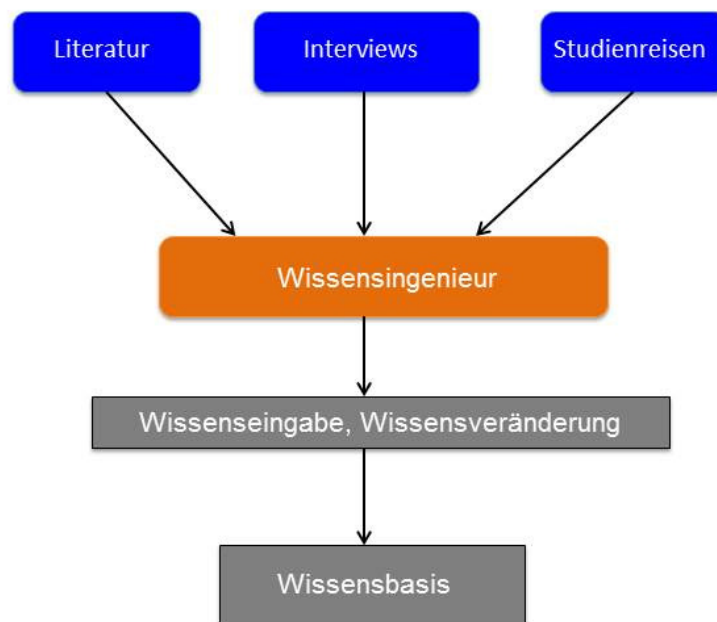 Literatur
Interviews
Studienreisen
Wissensingenieur
Wissenseingabe, Wissensveränderung
Wissensbasis